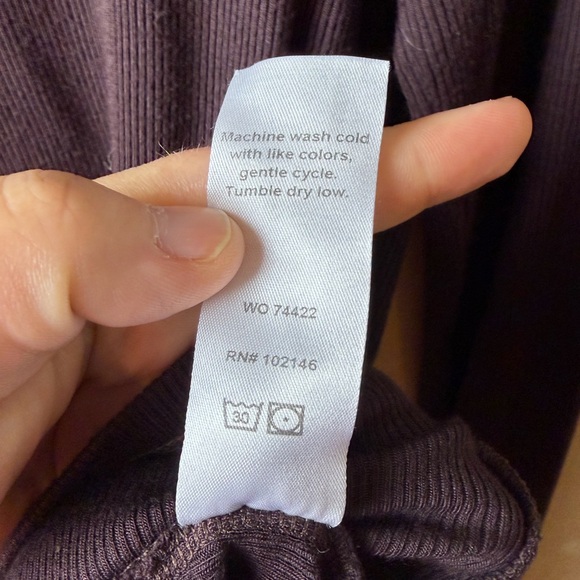 Machine wash cold
with like colors,
gentle cycle.
Tumble dry low.
WO 74422
RN# 102146
30